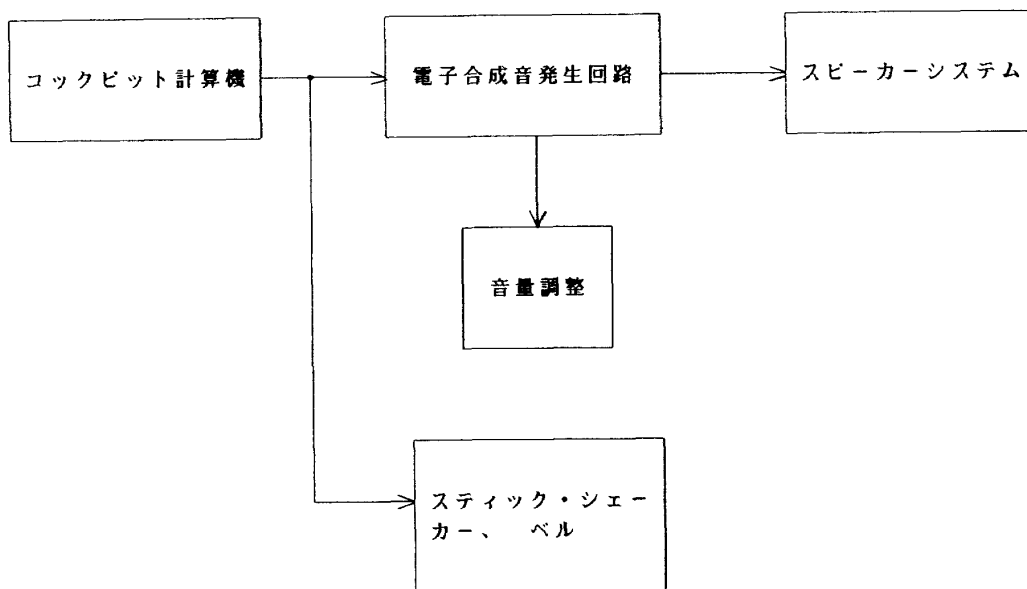 コックピット計算機
電子合成音発生回路
スピーカーシステム
音量調整
スティック・シェー
カー、 ベル